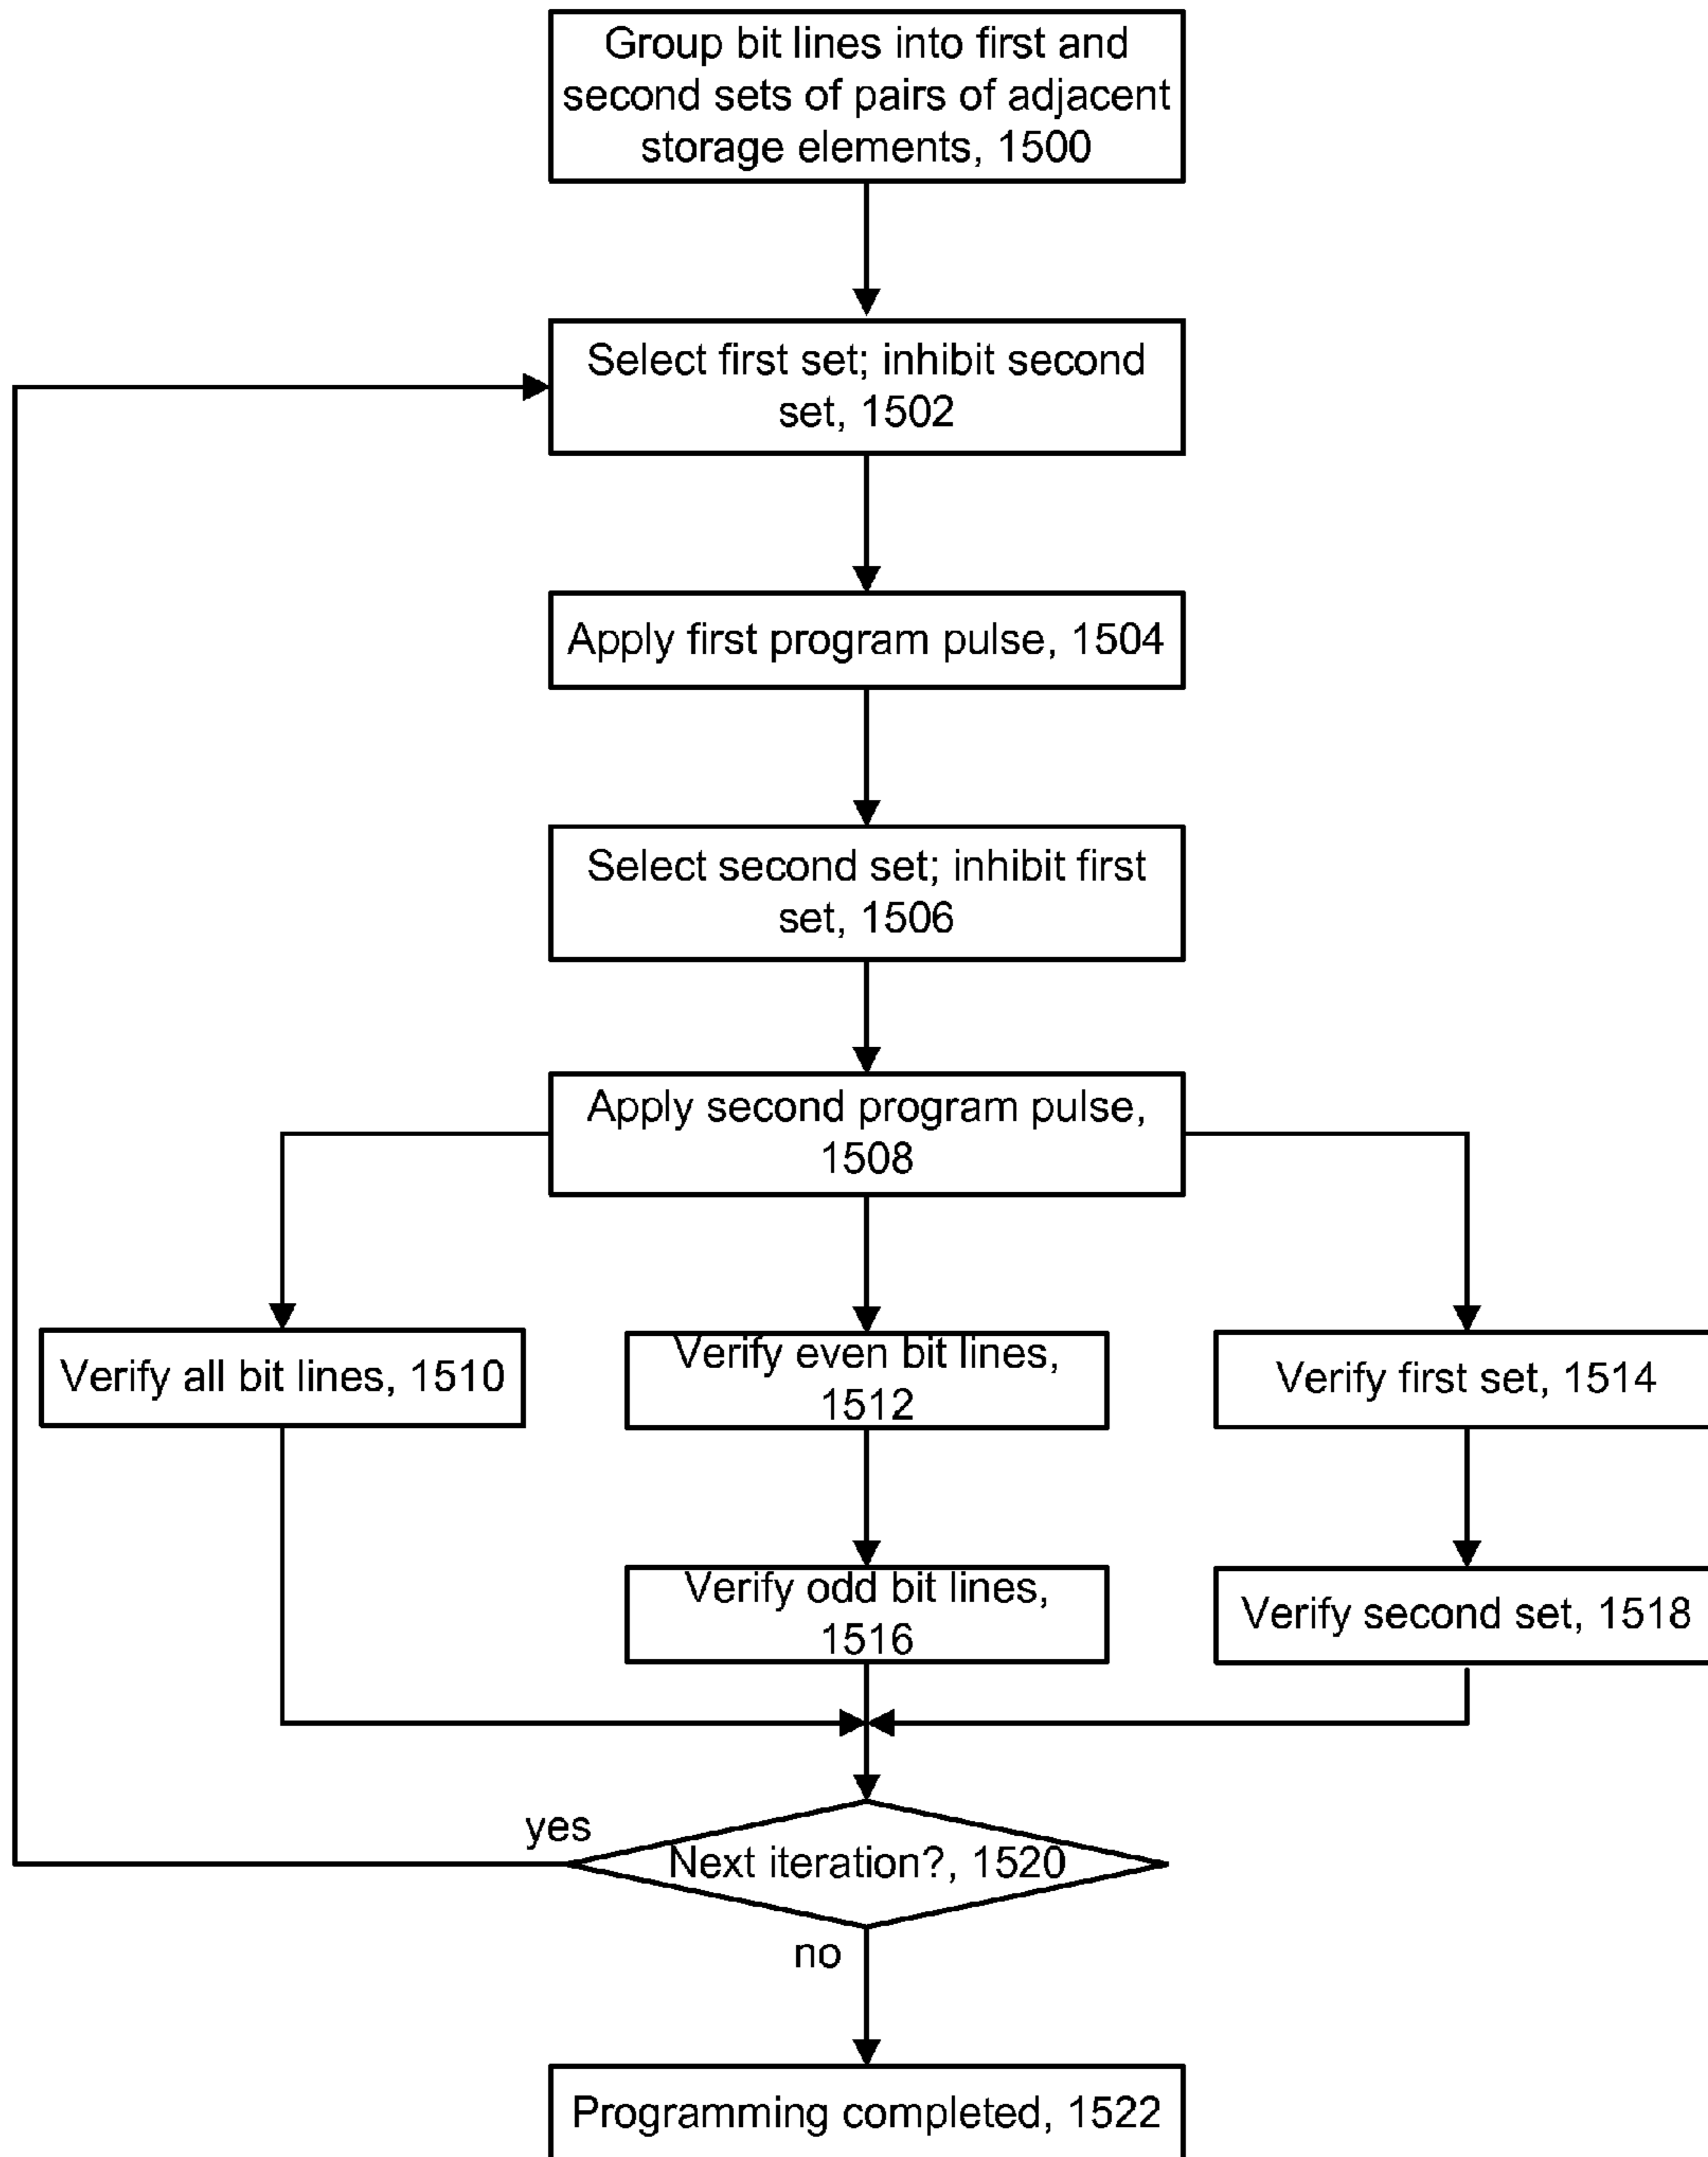 Group bit lines into first and
second sets of pairs of adjacent
storage elements, 1500
Select first set; inhibit second
set, 1502
Apply first program pulse, 1504
Select second set; inhibit first
set, 1506
Apply second program pulse,
1508
Verify all bit lines, 1510
Verify even bit lines,
1512
Verify first set, 1514
Verify odd bit lines,
1516
Verify second set, 1518
yes
Next iteration?, 1520
no
Programming completed, 1522